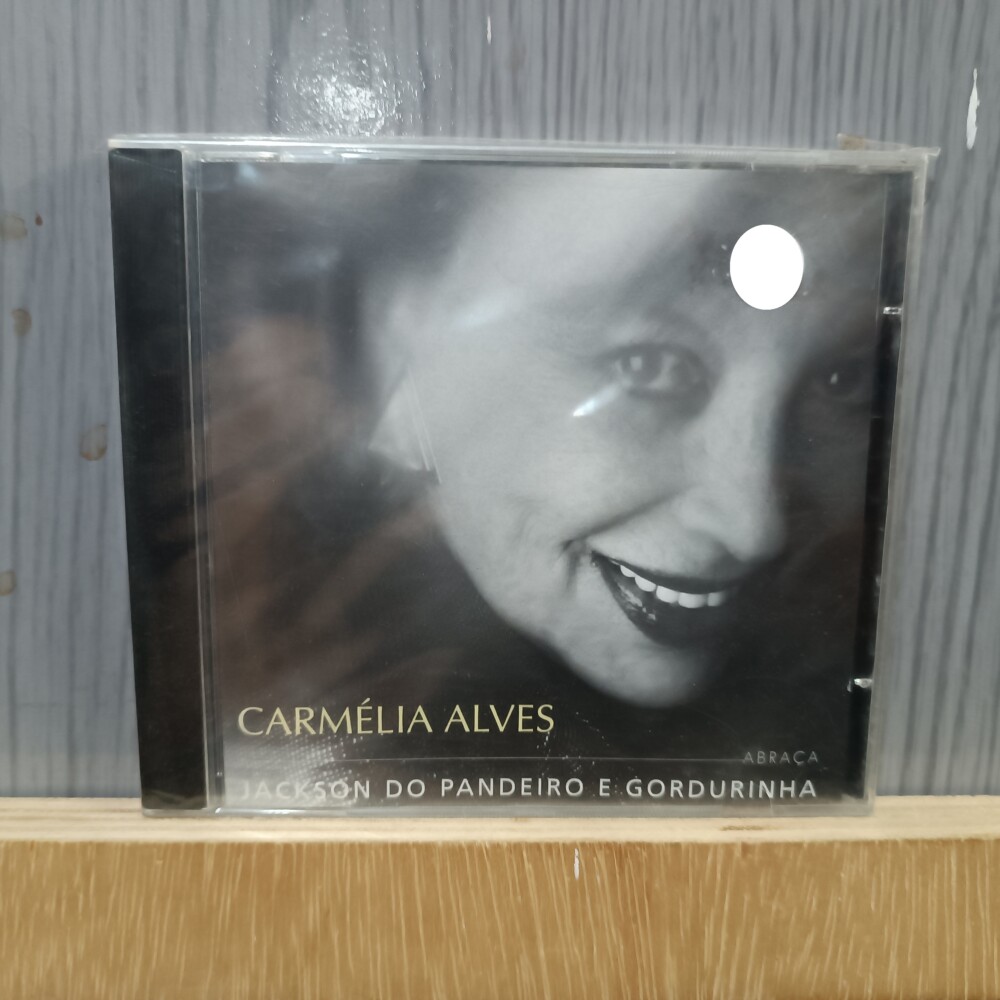 CARMÉLIA ALVES
ABRAÇA
JACKSON DO PANDEIRO E GORDURINHA